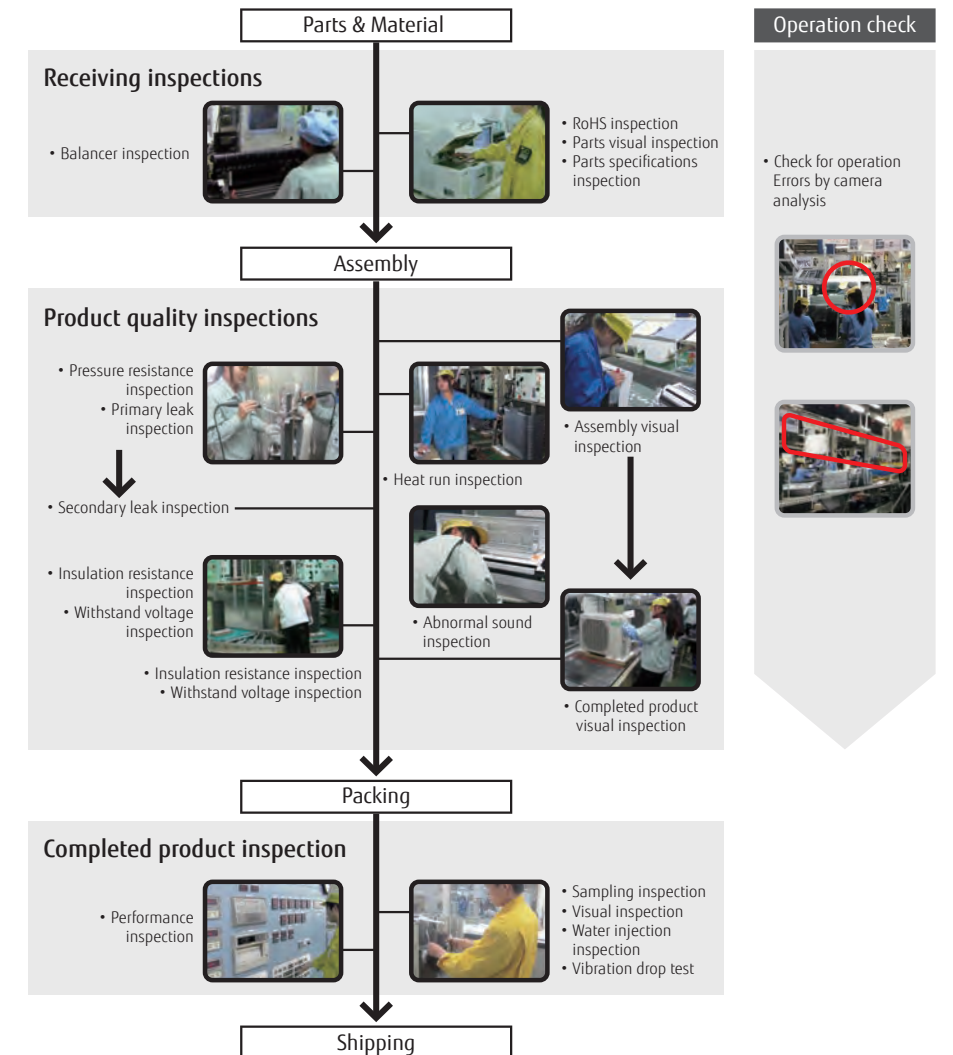 Parts & Material
Operation check
Receiving inspections
• Balancer inspection
• RoHS inspection
• Parts visual inspection
• Parts specifications
inspection
• Check for operation
Errors by camera
analysis
Assembly
Product quality inspections
• Pressure resistance
inspection
• Primary leak
inspection
• Assembly visual
inspection
• Heat run inspection
• Secondary leak inspection
• Insulation resistance
inspection
• Withstand voltage
inspection
• Abnormal sound
inspection
• Insulation resistance inspection
• Withstand voltage inspection
• Completed product
visual inspection
Packing
Completed product inspection
• Performance
inspection
• Sampling inspection
• Visual inspection
• Water injection
inspection
• Vibration drop test
Shipping